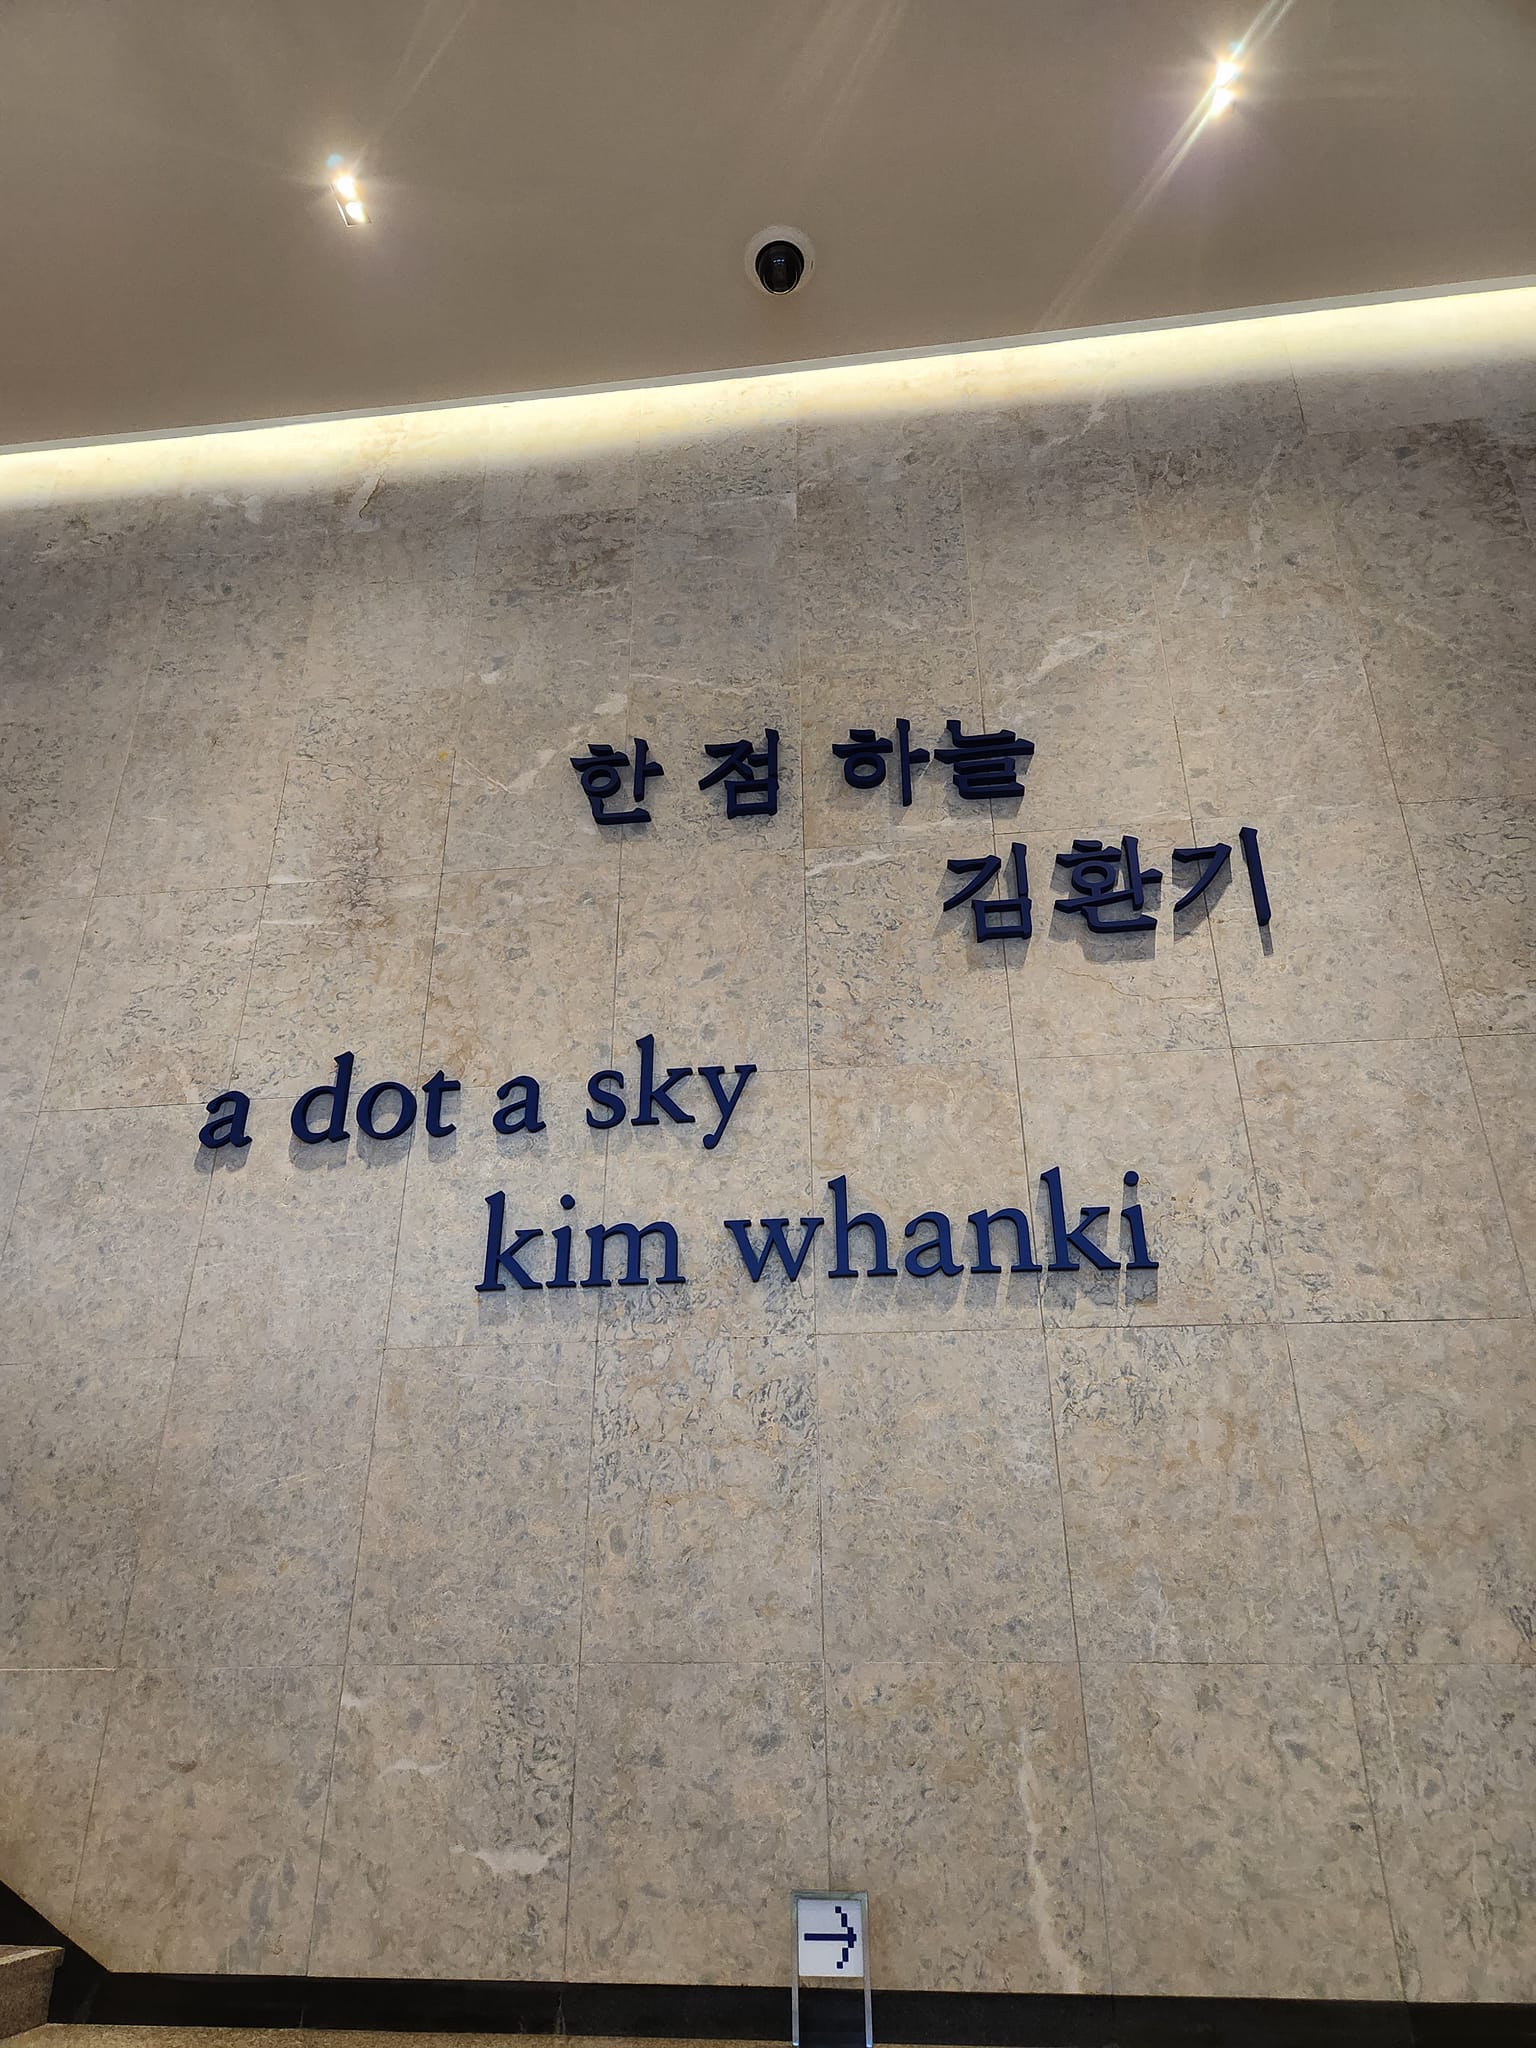 한 점 하늘
김환기
a dot a sky
kim whanki